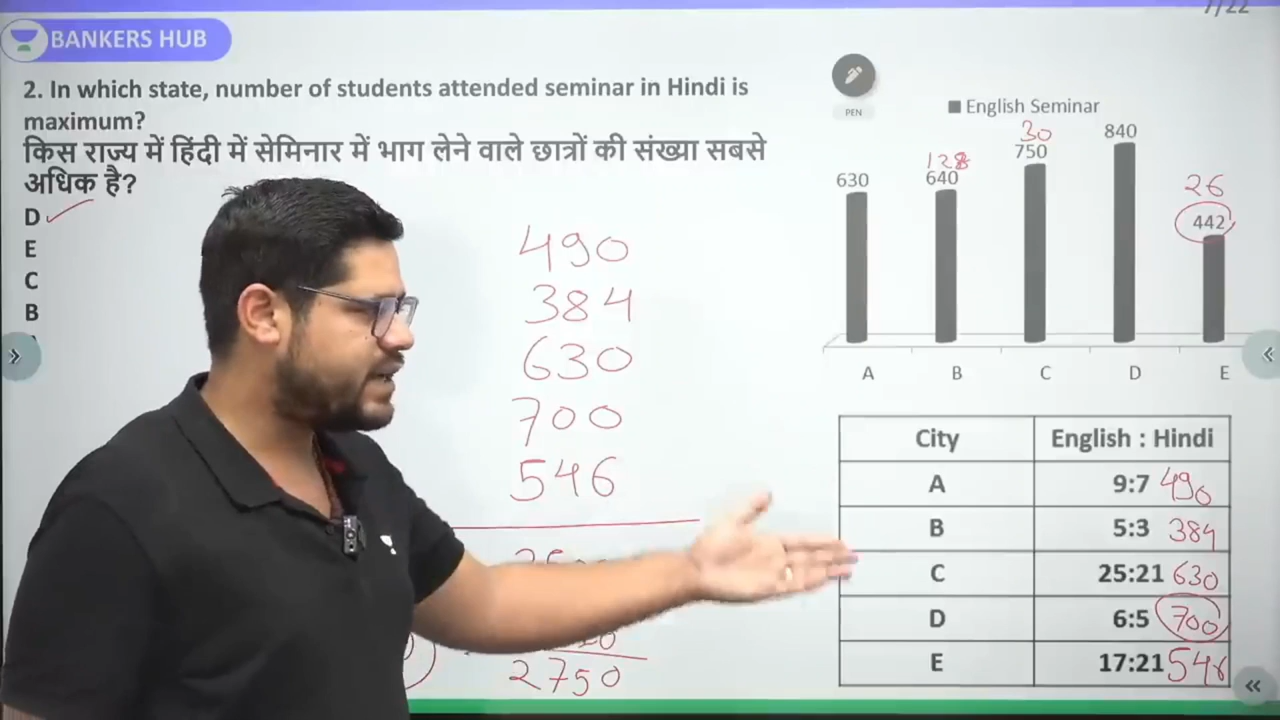 7/22
BANKERS HUB
2. In which state, number of students attended seminar in Hindi is
maximum?
किस राज्य में हिंदी में सेमिनार में भाग लेने वाले छात्रों की संख्या सबसे
अधिक है?
D
E
C
B
490
384
630
700
546
2750
PEN
English Seminar
30
840
128
750
630
640
26
442
A B C D E
City English : Hindi
A 9:7 490
B 5:3 384
C 25:21 630
D 6:5 700
E 17:21 546